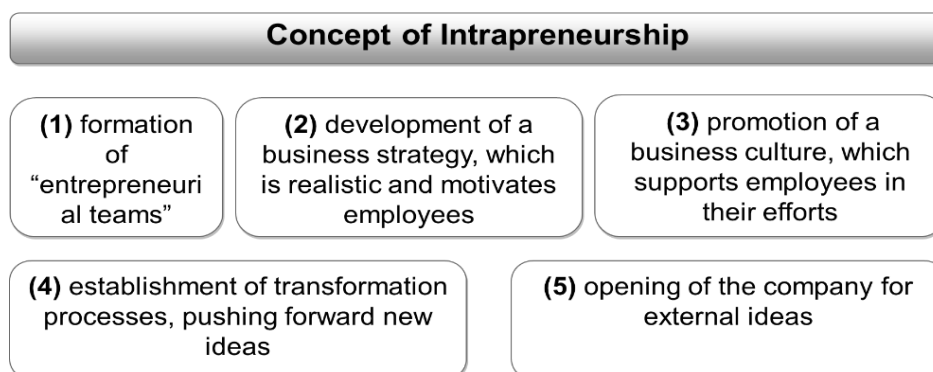 Concept of Intrapreneurship
(1) formation
of
“entrepreneuri
al teams”
(2) development of a
business strategy, which
is realistic and motivates
employees
(3) promotion of a
business culture, which
supports employees in
their efforts
(4) establishment of transformation
processes, pushing forward new
ideas
(5) opening of the company for
external ideas